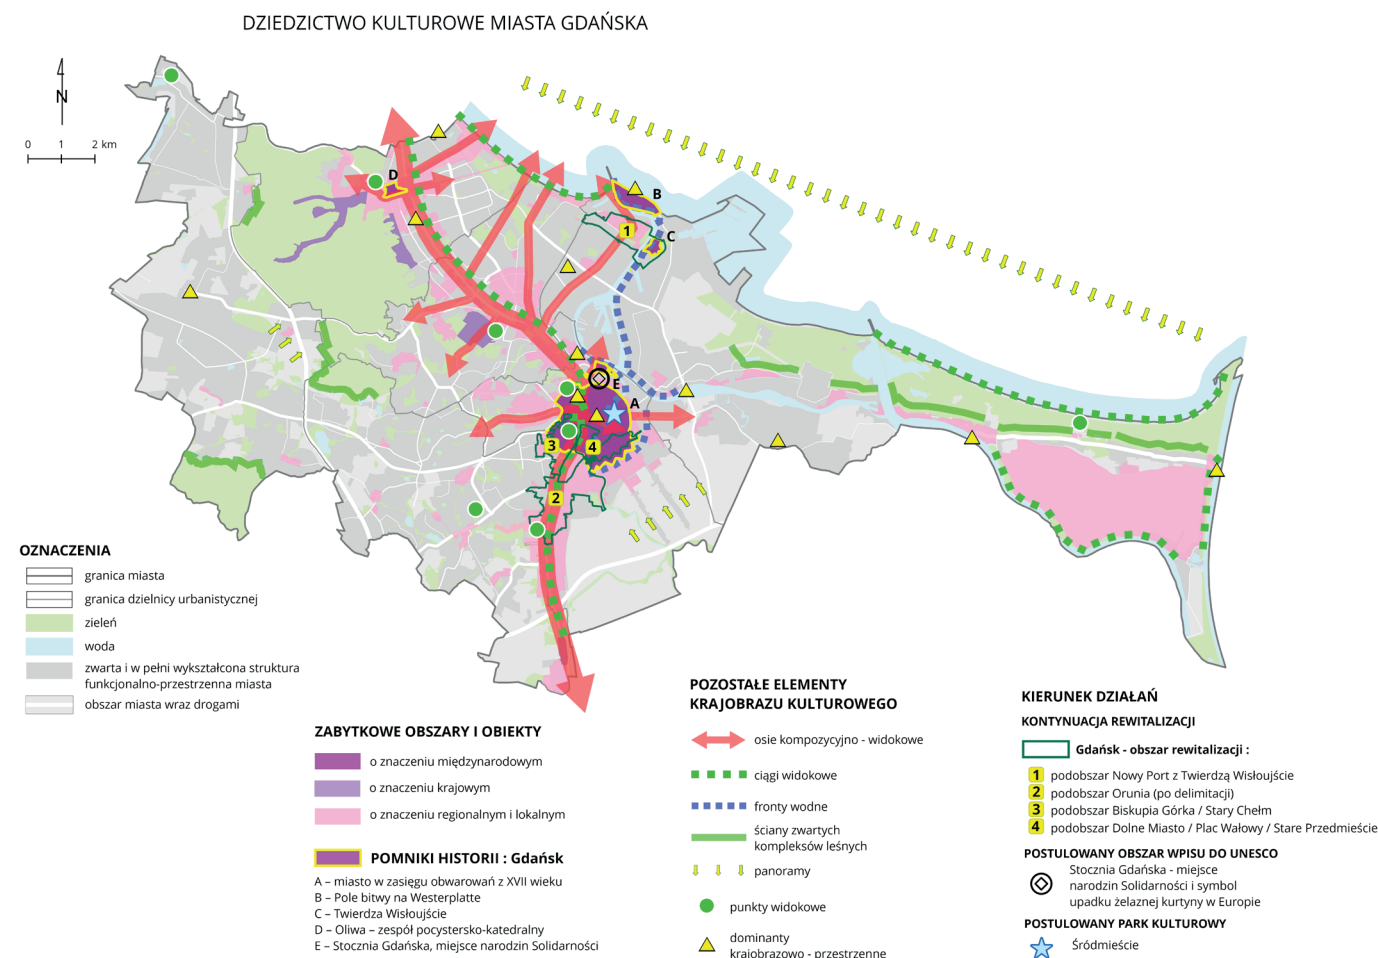 DZIEDZICTWO KULTUROWE MIASTA GDAŃSKA
N
0 1 2 km
D
B
1
C
E
A
3
4
2
OZNACZENIA
granica miasta
granica dzielnicy urbanistycznej
zieleń
woda
zwarta i w pełni wykształcona struktura
funkcjonalno-przestrzenna miasta
obszar miasta wraz drogami
ZABYTKOWE OBSZARY I OBIEKTY
o znaczeniu międzynarodowym
o znaczeniu krajowym
o znaczeniu regionalnym i lokalnym
POMNIKI HISTORII : Gdańsk
A – miasto w zasięgu obwarowań z XVII wieku
B – Pole bitwy na Westerplatte
C – Twierdza Wisłoujście
D – Oliwa – zespół pocystersko-katedralny
E – Stocznia Gdańska, miejsce narodzin Solidarności
POZOSTAŁE ELEMENTY
KRAJOBRAZU KULTUROWEGO
osie kompozycyjno - widokowe
ciągi widokowe
fronty wodne
ściany zwartych
kompleksów leśnych
panoramy
punkty widokowe
dominanty
krajobrazowo - przestrzenne
KIERUNEK DZIAŁAŃ
KONTYNUACJA REWITALIZACJI
Gdańsk - obszar rewitalizacji :
1 podobszar Nowy Port z Twierdzą Wisłoujście
2 podobszar Orunia (po delimitacji)
3 podobszar Biskupia Górka / Stary Chełm
4 podobszar Dolne Miasto / Plac Wałowy / Stare Przedmieście
POSTULOWANY OBSZAR WPISU DO UNESCO
Stocznia Gdańska - miejsce
narodzin Solidarności i symbol
upadku żelaznej kurtyny w Europie
POSTULOWANY PARK KULTUROWY
Śródmieście